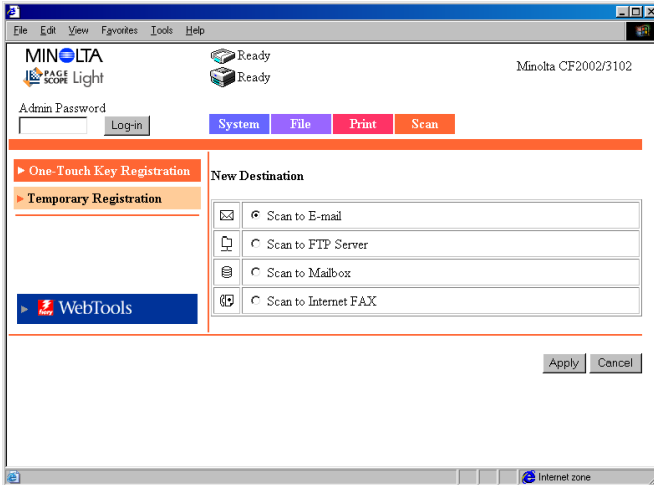 File Edit View Favorites Tools Help
MINOLTA
PAGE SCOPE Light
Ready
Ready
Minolta CF2002/3102
Admin Password
Log-in
System File Print Scan
One-Touch Key Registration
Temporary Registration
New Destination
Scan to E-mail
Scan to FTP Server
Scan to Mailbox
Scan to Internet FAX
fiery WebTools
Apply Cancel
Internet zone